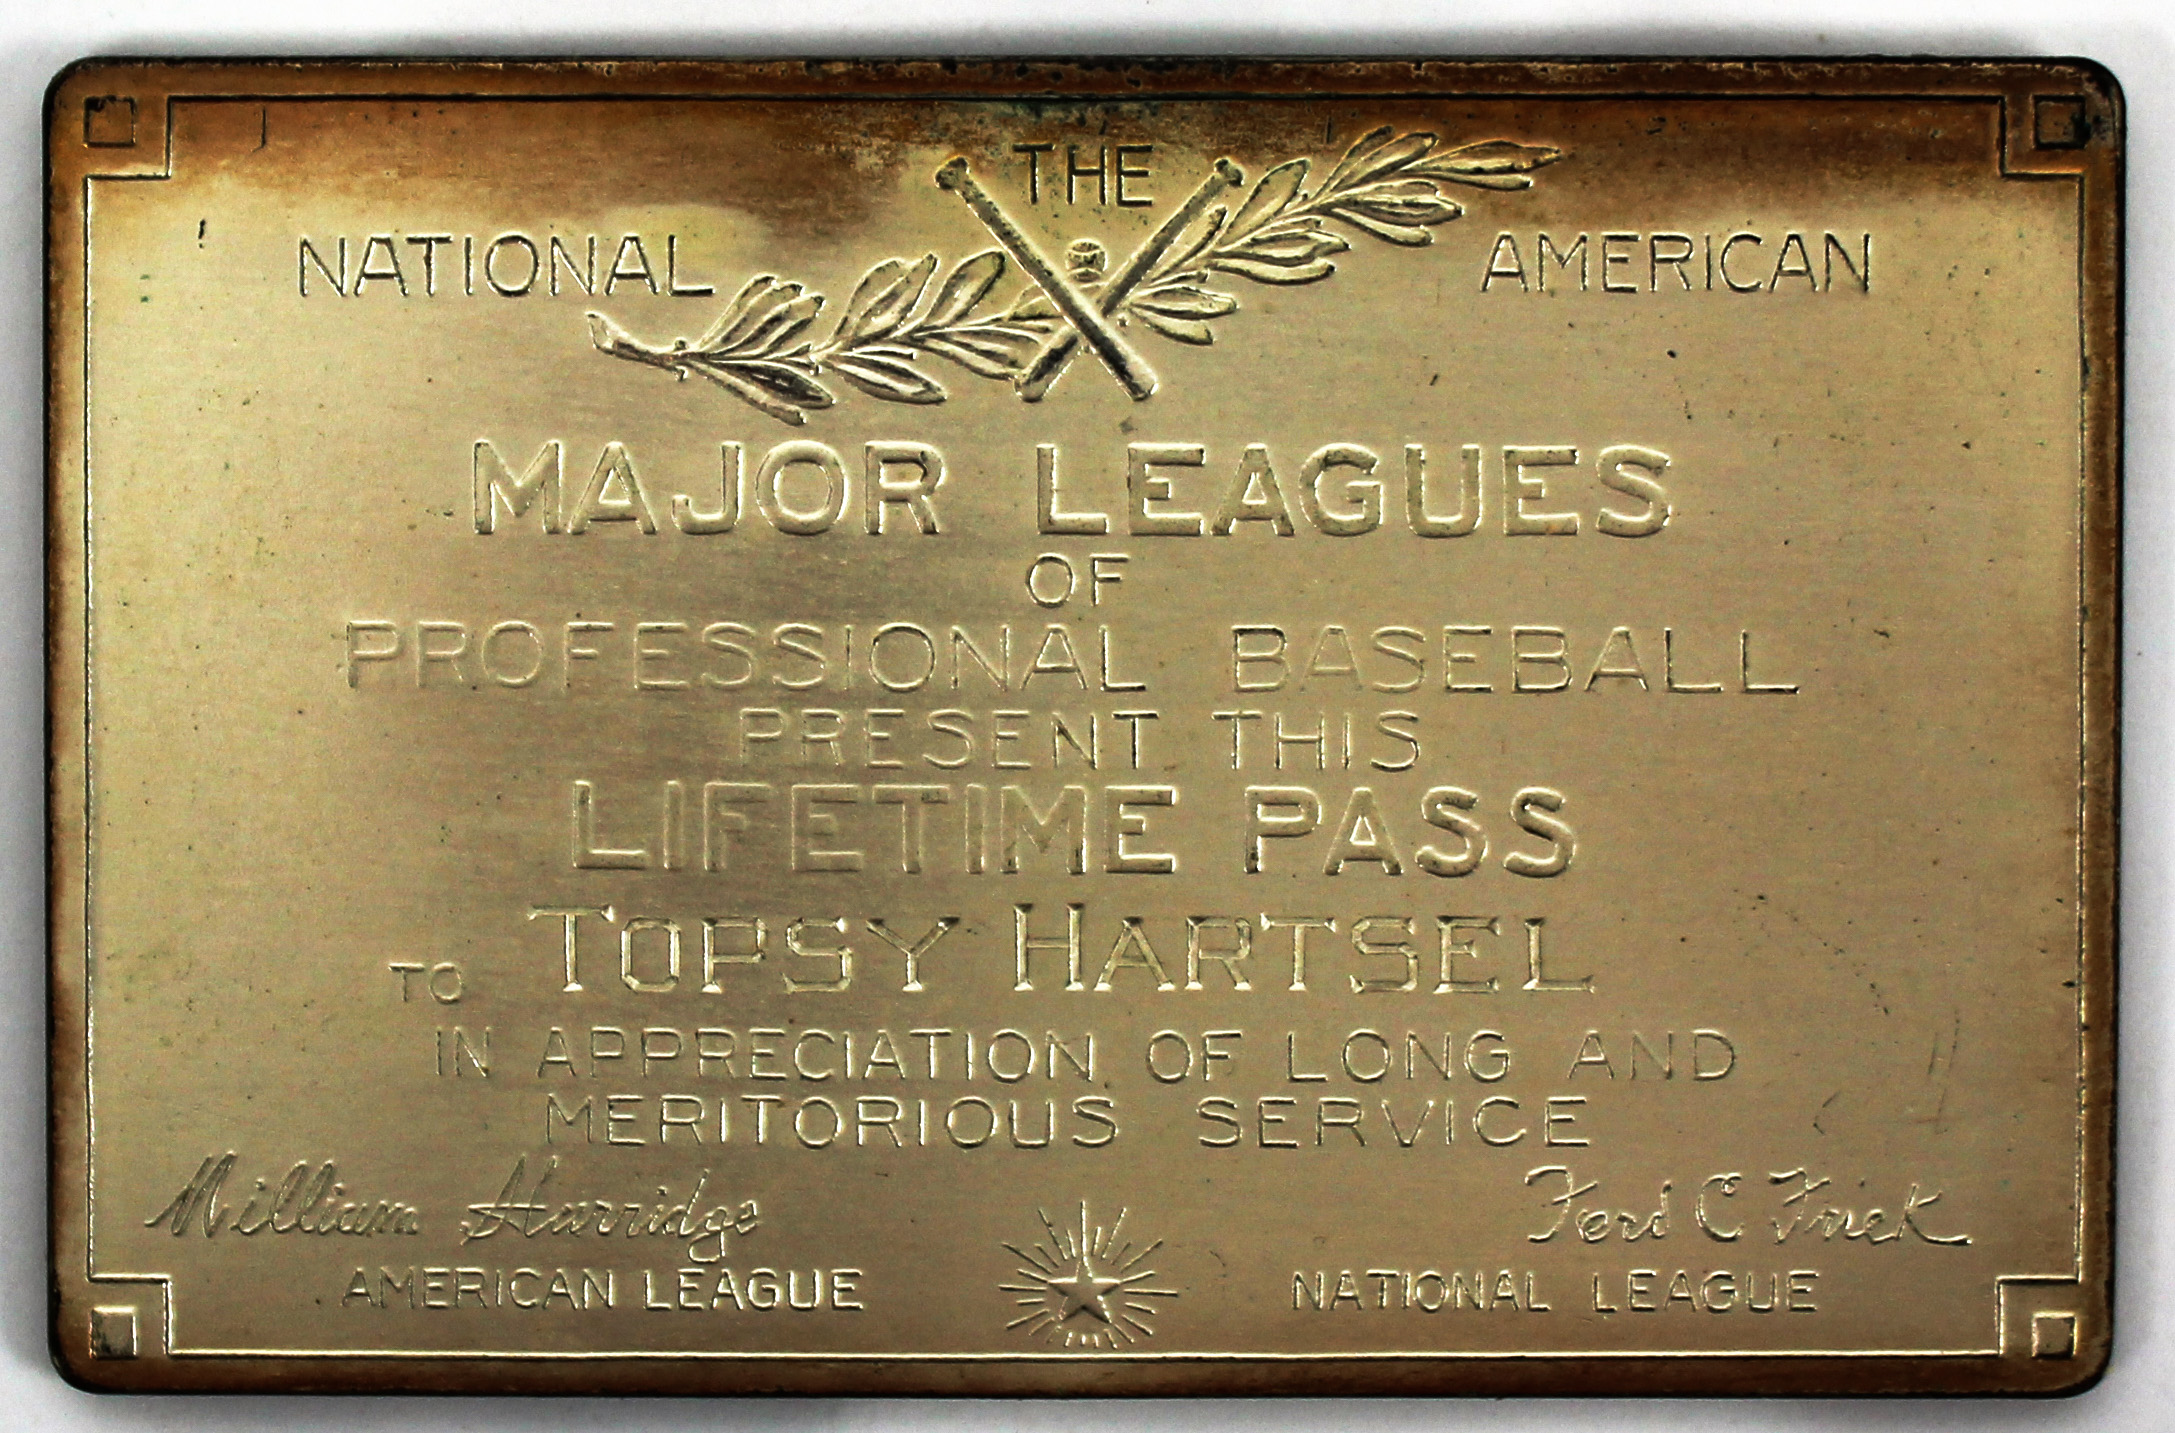 THE
NATIONAL AMERICAN
MAJOR LEAGUES
OF
PROFESSIONAL BASEBALL
PRESENT THIS
LIFETIME PASS
TO TOPSY HARTSEL
IN APPRECIATION OF LONG AND
MERITORIOUS SERVICE
William Harridge Ford C Frick
AMERICAN LEAGUE NATIONAL LEAGUE